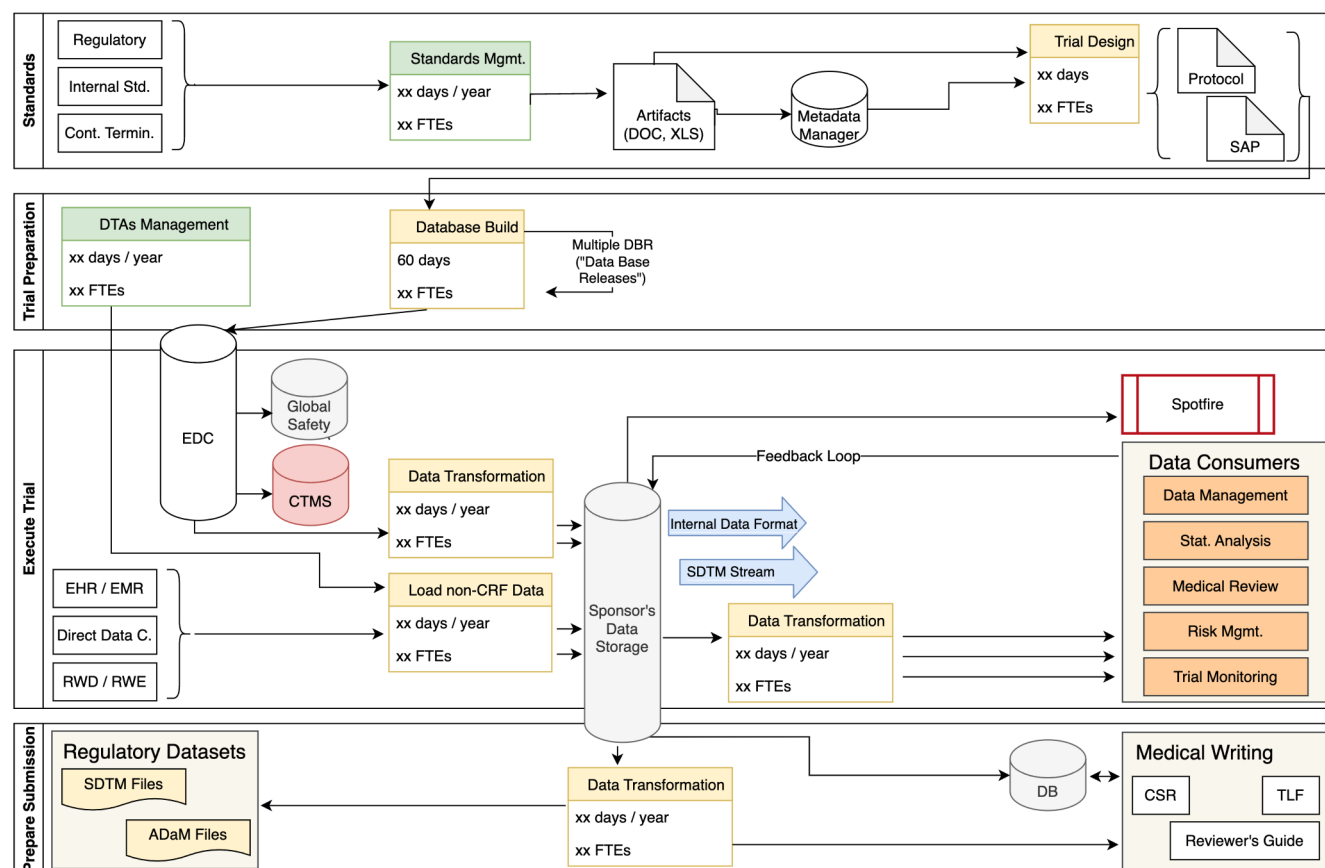 Standards
Regulatory
Internal Std.
Cont. Termin.
Standards Mgmt.
xx days / year
xx FTEs
Artifacts
(DOC, XLS)
Metadata
Manager
Trial Design
xx days
xx FTEs
Protocol
SAP
Trial Preparation
DTAs Management
xx days / year
xx FTEs
Database Build
60 days
xx FTEs
Multiple DBR
("Data Base
Releases")
Execute Trial
EDC
Global
Safety
CTMS
Data Transformation
xx days / year
xx FTEs
EHR / EMR
Direct Data C.
RWD / RWE
Load non-CRF Data
xx days / year
xx FTEs
Sponsor's
Data
Storage
Spotfire
Feedback Loop
Internal Data Format
SDTM Stream
Data Transformation
xx days / year
xx FTEs
Data Consumers
Data Management
Stat. Analysis
Medical Review
Risk Mgmt.
Trial Monitoring
Prepare Submission
Regulatory Datasets
SDTM Files
ADaM Files
Data Transformation
xx days / year
xx FTEs
DB
Medical Writing
CSR
TLF
Reviewer's Guide